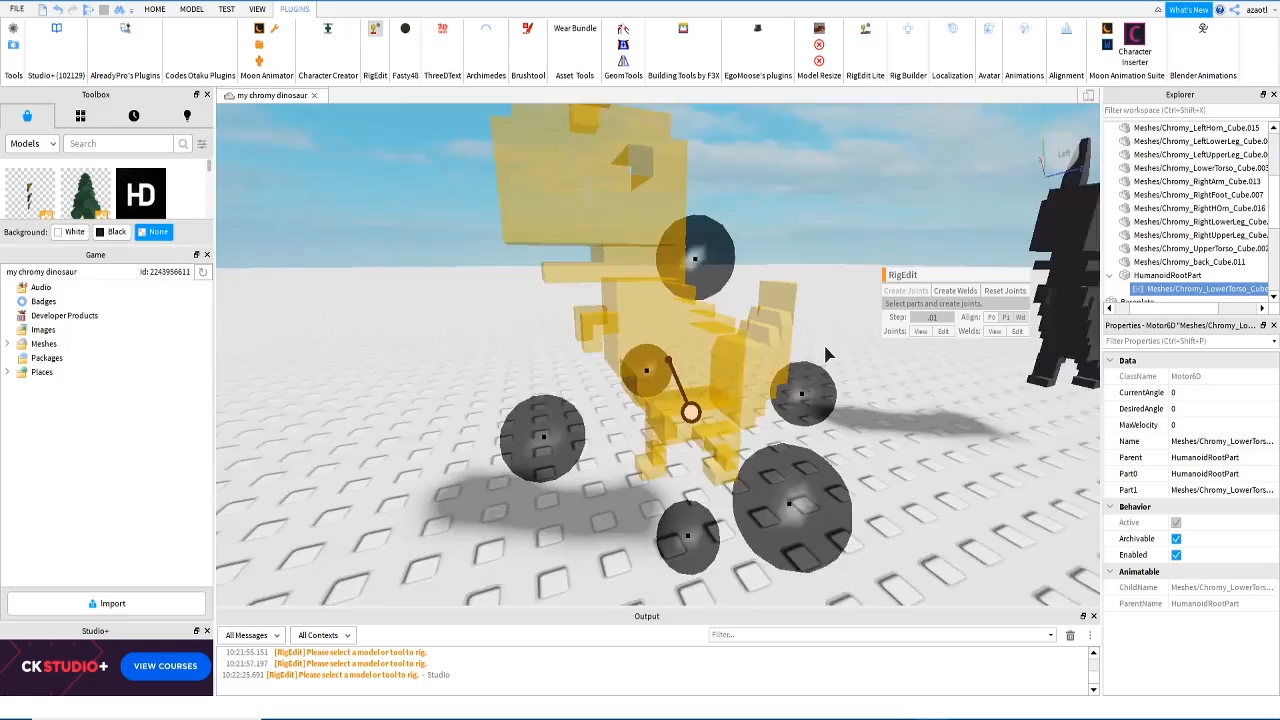 FILE HOME MODEL TEST VIEW PLUGINS What's New azaotl
Wear Bundle
Character Inserter
Tools Studio+ (102129) AlreadyPro's Plugins Codes Otaku Plugins Moon Animator Character Creator RigEdit Fasty48 ThreeDText Archimedes Brushtool Asset Tools GeomTools Building Tools by F3X EgoMoose's plugins Model Resize RigEdit Lite Rig Builder Localization Avatar Animations Alignment Moon Animation Suite Blender Animations
Toolbox
my chromy dinosaur
Explorer
Filter workspace (Ctrl+Shift+X)
Models Search
HD
Background: White Black None
Game
my chromy dinosaur Id: 2243956611
Audio
Badges
Developer Products
Images
Meshes
Packages
Places
Import
Studio+
CKSTUDIO+ VIEW COURSES
Left
RigEdit
Create Joints Create Welds Reset Joints
Select parts and create joints.
Step: .01 Align: P0 P1 Wd
Joints: View Edit Welds: View Edit
Meshes/Chromy_LeftHorn_Cube.015
Meshes/Chromy_LeftLowerLeg_Cube.0
Meshes/Chromy_LeftUpperLeg_Cube.0
Meshes/Chromy_LowerTorso_Cube.003
Meshes/Chromy_RightArm_Cube.013
Meshes/Chromy_RightFoot_Cube.007
Meshes/Chromy_RightHOrn_Cube.016
Meshes/Chromy_RightLowerLeg_Cube.
Meshes/Chromy_RightUpperLeg_Cube.
Meshes/Chromy_UpperTorso_Cube.002
Meshes/Chromy_back_Cube.011
HumanoidRootPart
Meshes/Chromy_LowerTorso_Cube
Properties - Motor6D "Meshes/Chromy_Lo...
Filter Properties (Ctrl+Shift+P)
Data
ClassName Motor6D
CurrentAngle 0
DesiredAngle 0
MaxVelocity 0
Name Meshes/Chromy_LowerTors...
Parent HumanoidRootPart
Part0 HumanoidRootPart
Part1 Meshes/Chromy_LowerTors...
Behavior
Active
Archivable
Enabled
Animatable
ChildName Meshes/Chromy_LowerTors...
ParentName HumanoidRootPart
Output
All Messages All Contexts Filter...
10:21:55.151 [RigEdit] Please select a model or tool to rig.
10:21:57.197 [RigEdit] Please select a model or tool to rig.
10:22:25.691 [RigEdit] Please select a model or tool to rig. - Studio